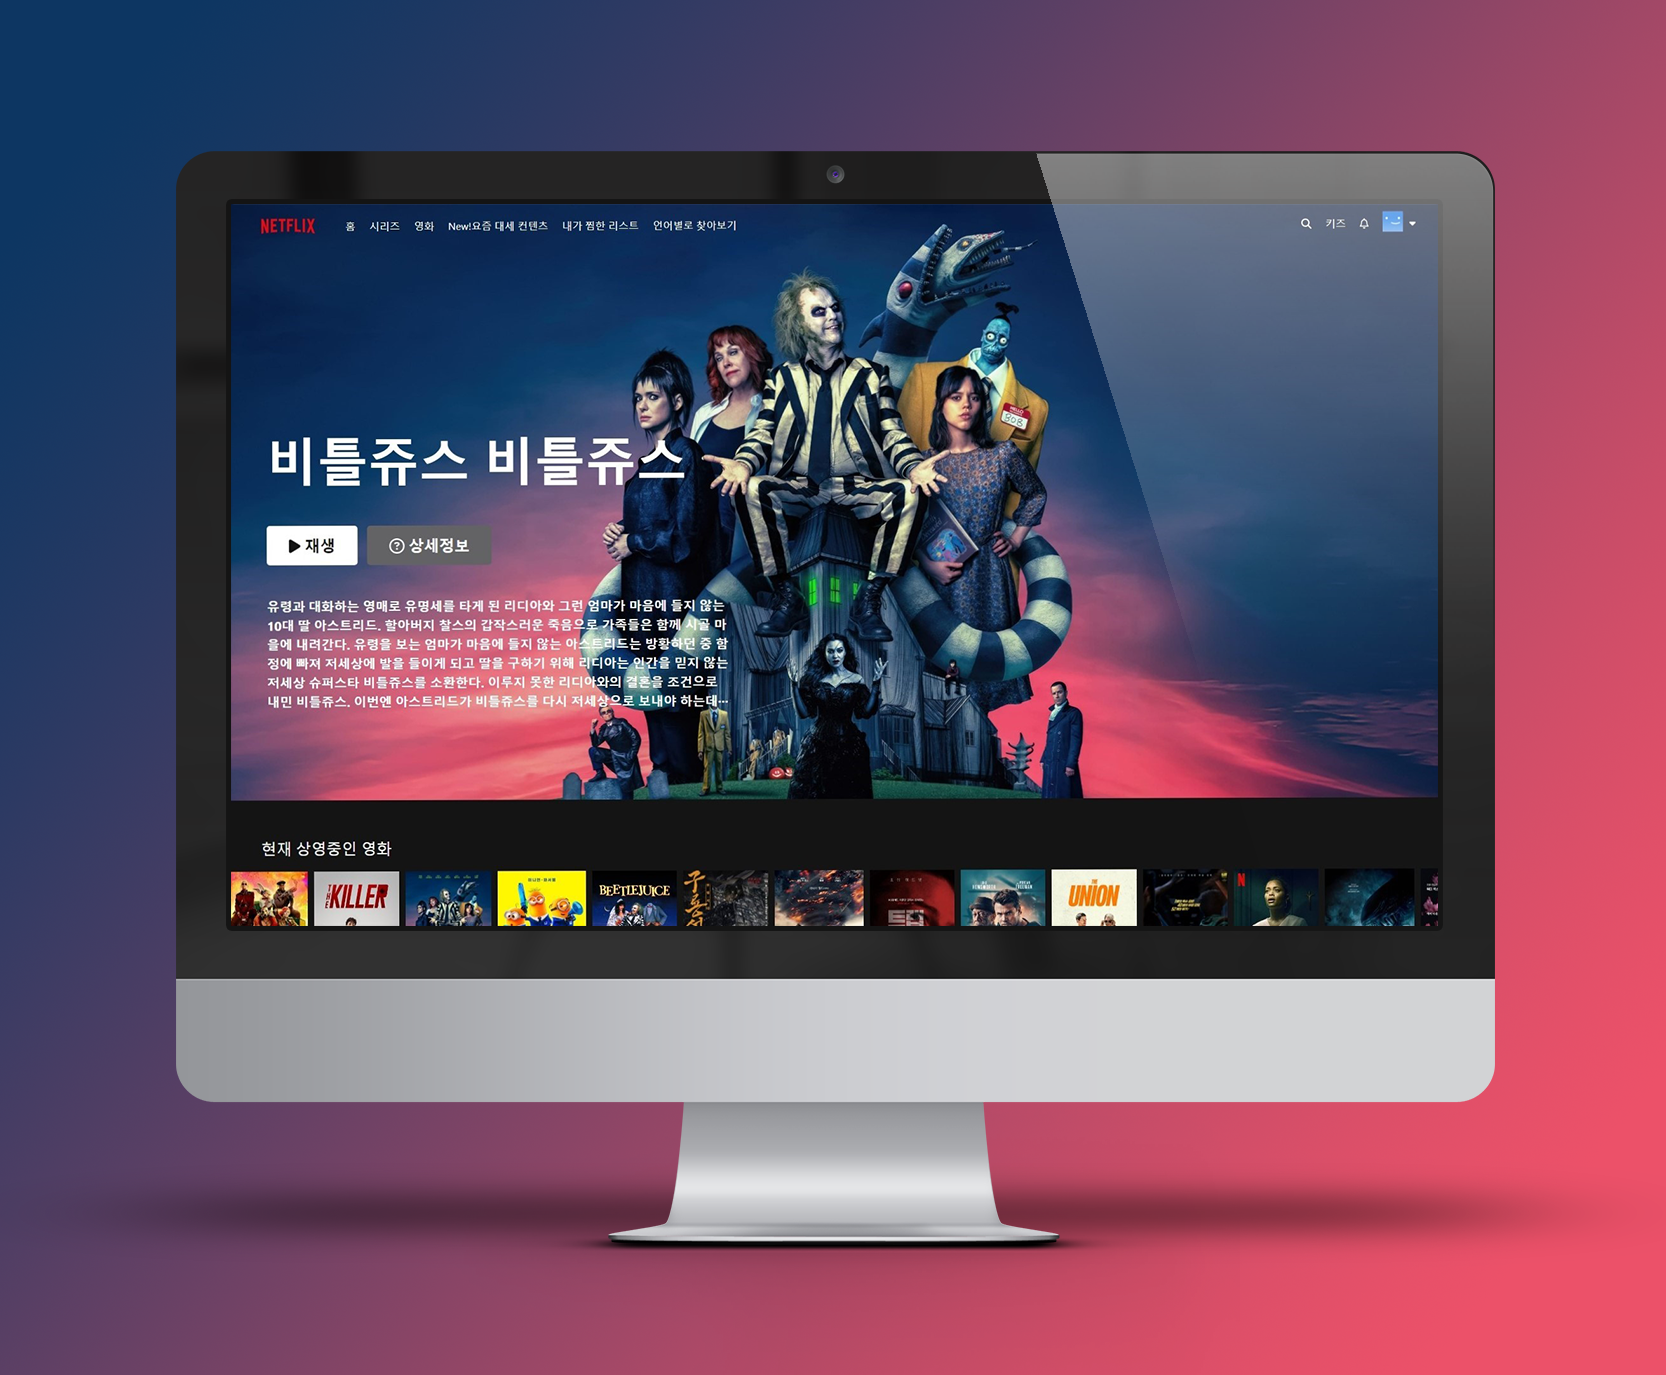 NETFLIX 홈 시리즈 영화 New!요즘 대세 컨텐츠 내가 찜한 리스트 언어별로 찾아보기 키즈
HELLO
BOB
비틀쥬스 비틀쥬스
재생 상세정보
유령과 대화하는 영매로 유명세를 타게 된 리디아와 그런 엄마가 마음에 들지 않는
10대 딸 아스트리드. 할아버지 찰스의 갑작스러운 죽음으로 가족들은 함께 시골 마
을에 내려간다. 유령을 보는 엄마가 마음에 들지 않는 아스트리드는 방황하던 중 함
정에 빠져 저세상에 발을 들이게 되고 딸을 구하기 위해 리디아는 인간을 믿지 않는
저세상 슈퍼스타 비틀쥬스를 소환한다. 이루지 못한 리디아와의 결혼을 조건으로
내민 비틀쥬스. 이번엔 아스트리드가 비틀쥬스를 다시 저세상으로 보내야 하는데…
현재 상영중인 영화
THE KILLER
BEETLEJUICE
THE UNION
N